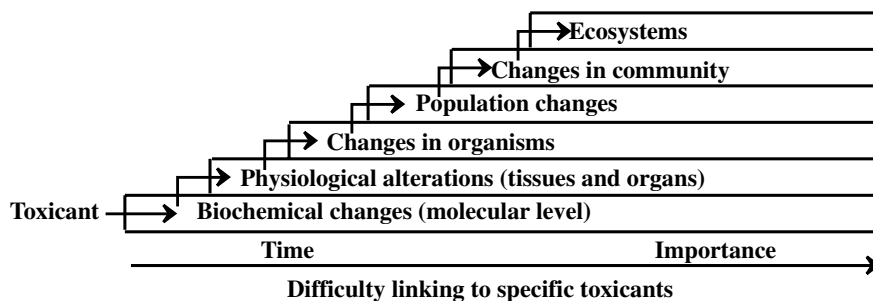 Ecosystems
Changes in community
Population changes
Changes in organisms
Physiological alterations (tissues and organs)
Toxicant Biochemical changes (molecular level)
Time Importance
Difficulty linking to specific toxicants